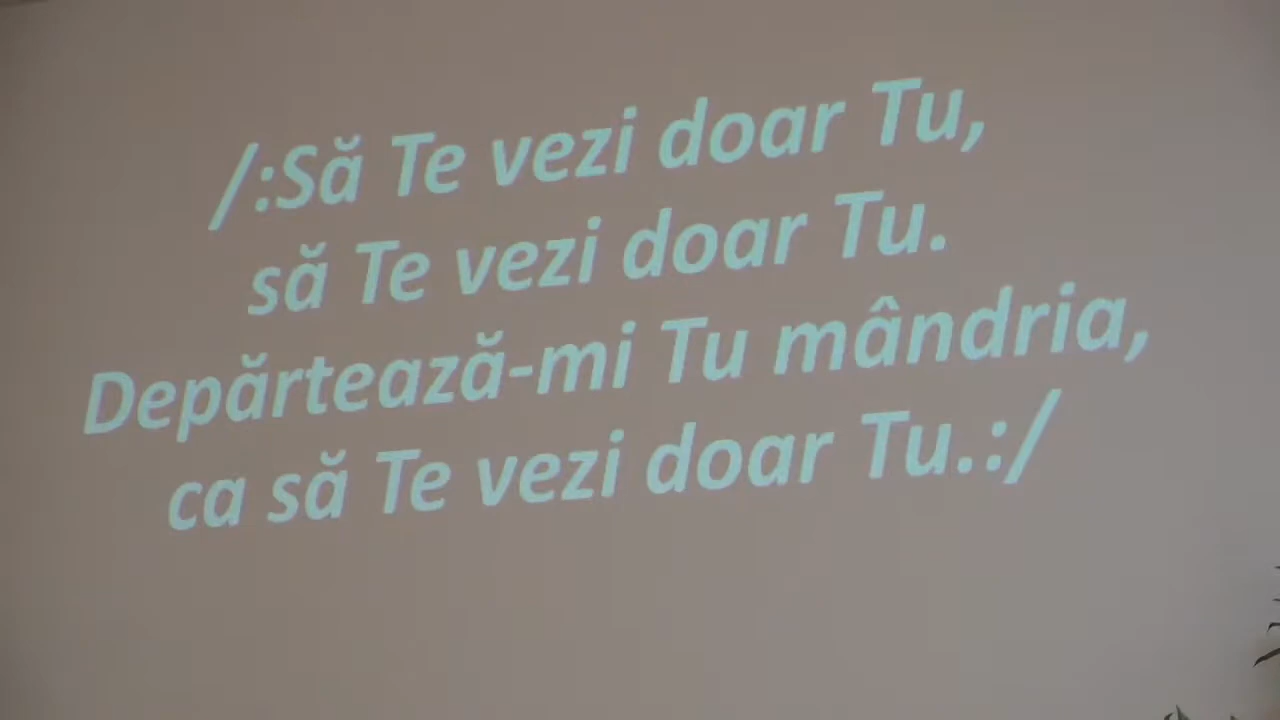 /:Să Te vezi doar Tu,
să Te vezi doar Tu.
Depărtează-mi Tu mândria,
ca să Te vezi doar Tu.:/